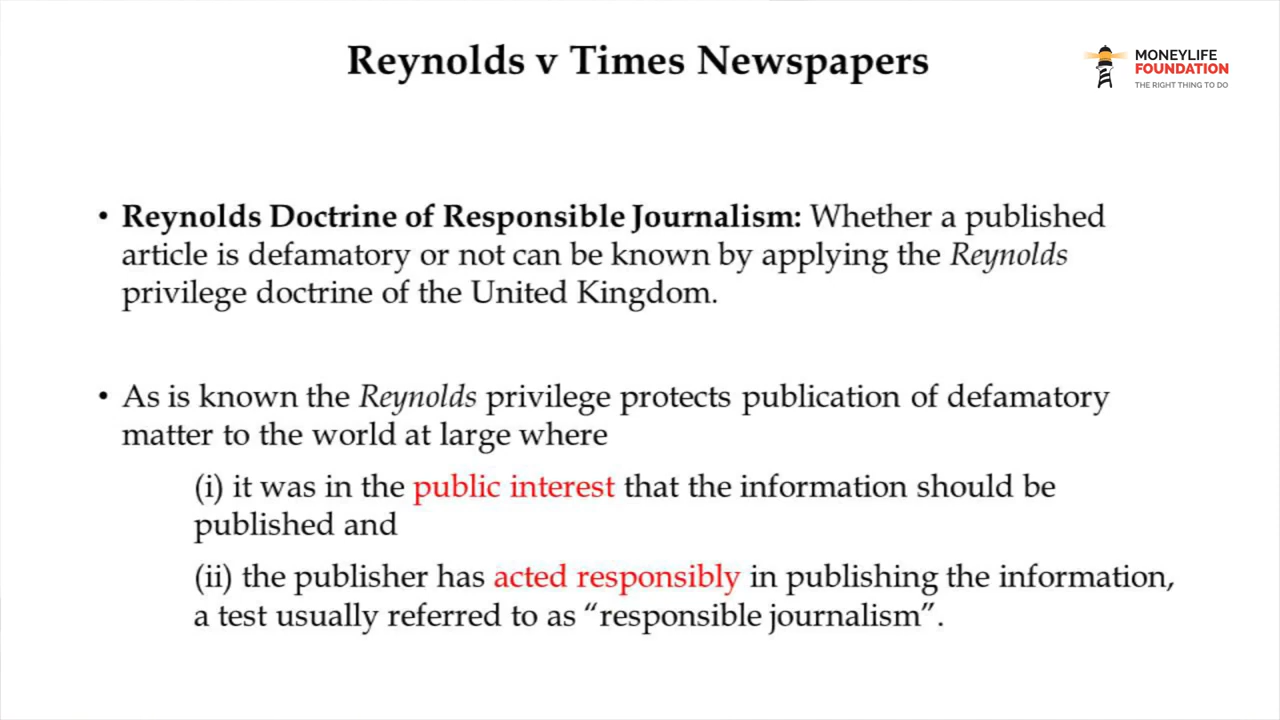 Reynolds v Times Newspapers
MONEYLIFE
FOUNDATION
THE RIGHT THING TO DO
• Reynolds Doctrine of Responsible Journalism: Whether a published
article is defamatory or not can be known by applying the Reynolds
privilege doctrine of the United Kingdom.
• As is known the Reynolds privilege protects publication of defamatory
matter to the world at large where
(i) it was in the public interest that the information should be
published and
(ii) the publisher has acted responsibly in publishing the information,
a test usually referred to as “responsible journalism”.